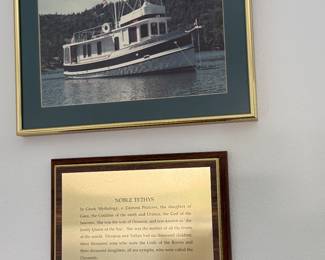 NOBLE TETHYS
In Greek Mythology, a Titaness Princess, the daughter of
Gaea, the Goddess of the earth and Uranus, the God of the
heavens. She was the wife of Oceanus, and was known as "the
lovely Queen of the Sea". She was the mother of all the rivers
of the world. Oceanus and Tethys had six thousand children,
three thousand sons who were the Gods of the Rivers and
three thousand daughters, all sea nymphs, who were called the
Oceanids.